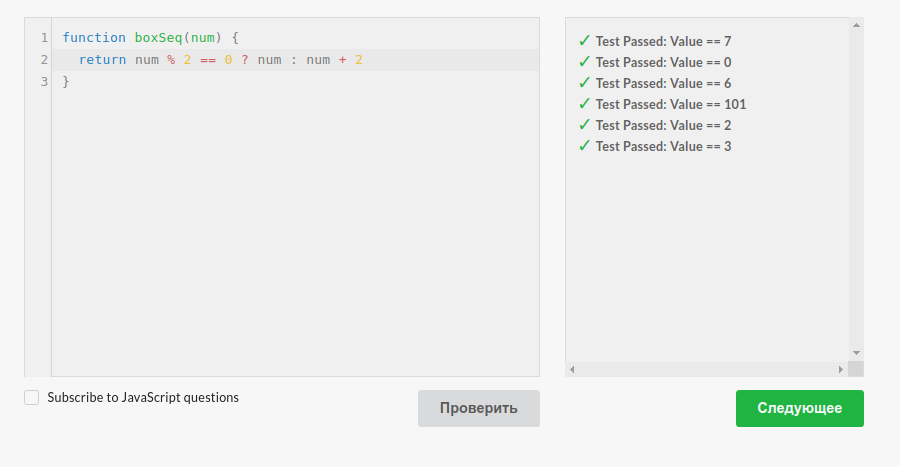 1 function boxSeq(num) {
2 return num % 2 == 0 ? num : num + 2
3 }
✓ Test Passed: Value == 7
✓ Test Passed: Value == 0
✓ Test Passed: Value == 6
✓ Test Passed: Value == 101
✓ Test Passed: Value == 2
✓ Test Passed: Value == 3
Subscribe to JavaScript questions
Проверить
Следующее